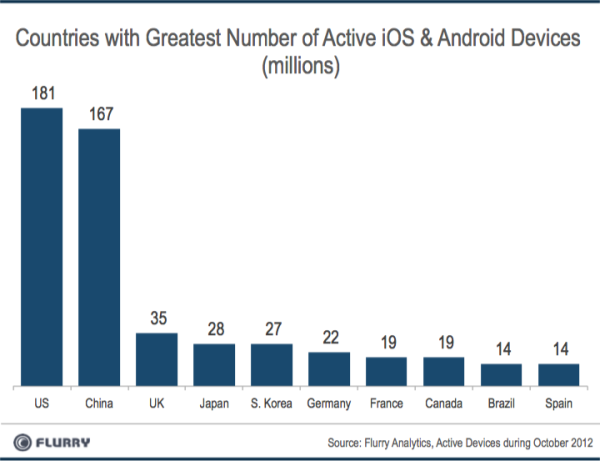 Countries with Greatest Number of Active iOS & Android Devices
(millions)
181
167
35
28
27
22
19
19
14
14
US
China
UK
Japan
S. Korea
Germany
France
Canada
Brazil
Spain
FLURRY
Source: Flurry Analytics, Active Devices during October 2012